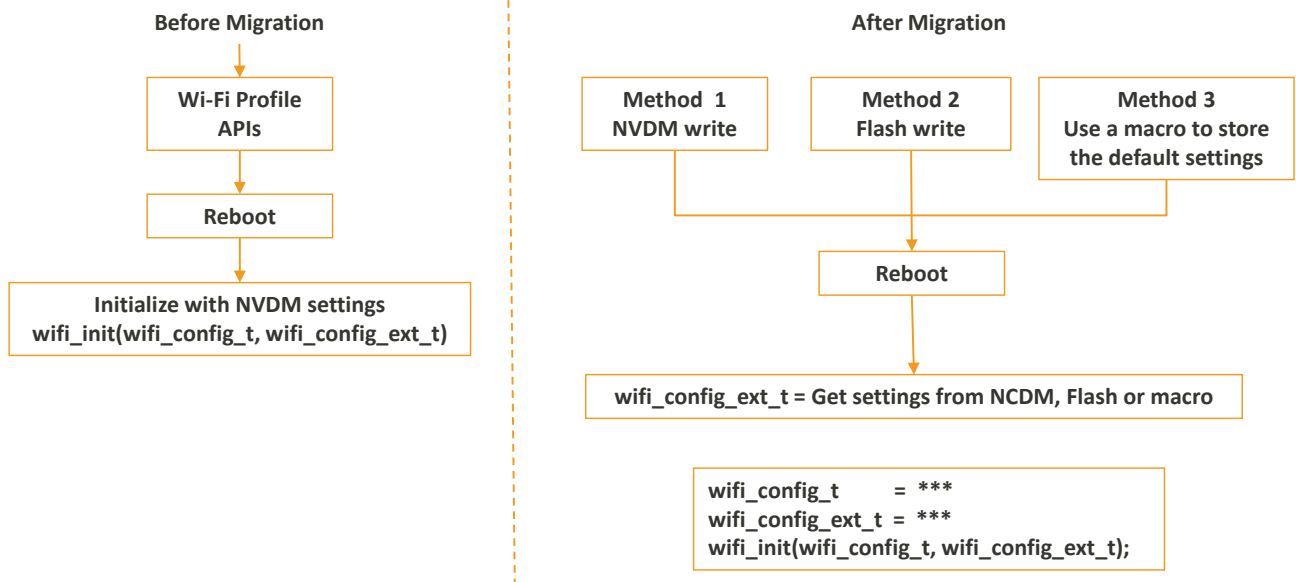 Before Migration
Wi-Fi Profile
APIs
Reboot
Initialize with NVDM settings
wifi_init(wifi_config_t, wifi_config_ext_t)
After Migration
Method 1
NVDM write
Method 2
Flash write
Method 3
Use a macro to store
the default settings
Reboot
wifi_config_ext_t = Get settings from NCDM, Flash or macro
wifi_config_t = ***
wifi_config_ext_t = ***
wifi_init(wifi_config_t, wifi_config_ext_t);